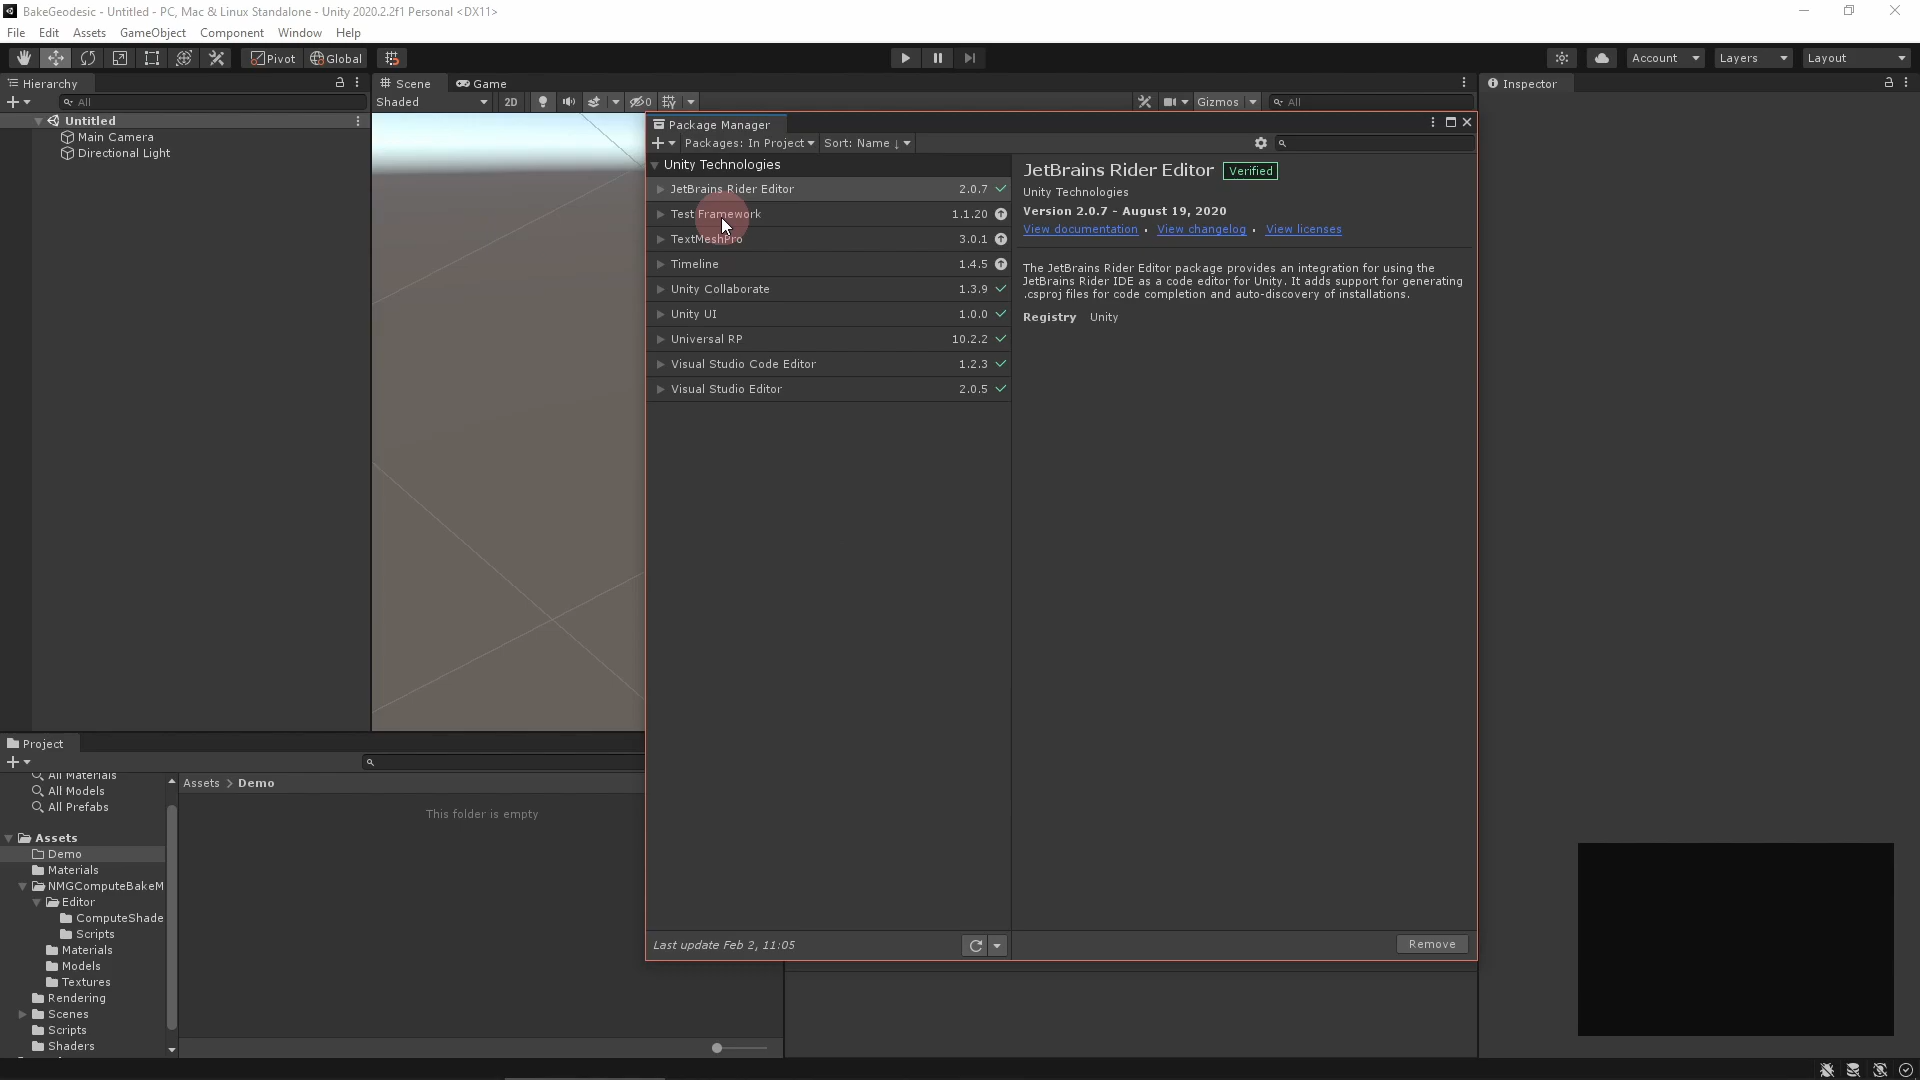 BakeGeodesic - Untitled - PC, Mac & Linux Standalone - Unity 2020.2.2f1 Personal <DX11>
File Edit Assets GameObject Component Window Help
Pivot Global Account Layers Layout
Hierarchy Scene Game Inspector
All Shaded 2D 0 Gizmos All
Untitled
Main Camera
Directional Light
Package Manager
Packages: In Project Sort: Name ↓
Unity Technologies
JetBrains Rider Editor 2.0.7
Test Framework 1.1.20
TextMeshPro 3.0.1
Timeline 1.4.5
Unity Collaborate 1.3.9
Unity UI 1.0.0
Universal RP 10.2.2
Visual Studio Code Editor 1.2.3
Visual Studio Editor 2.0.5
Last update Feb 2, 11:05
JetBrains Rider Editor Verified
Unity Technologies
Version 2.0.7 - August 19, 2020
View documentation • View changelog • View licenses
The JetBrains Rider Editor package provides an integration for using the
JetBrains Rider IDE as a code editor for Unity. It adds support for generating
.csproj files for code completion and auto-discovery of installations.
Registry Unity
Remove
Project
All Materials
All Models
All Prefabs
Assets
Demo
Materials
NMGComputeBakeM
Editor
ComputeShade
Scripts
Materials
Models
Textures
Rendering
Scenes
Scripts
Shaders
Assets > Demo
This folder is empty